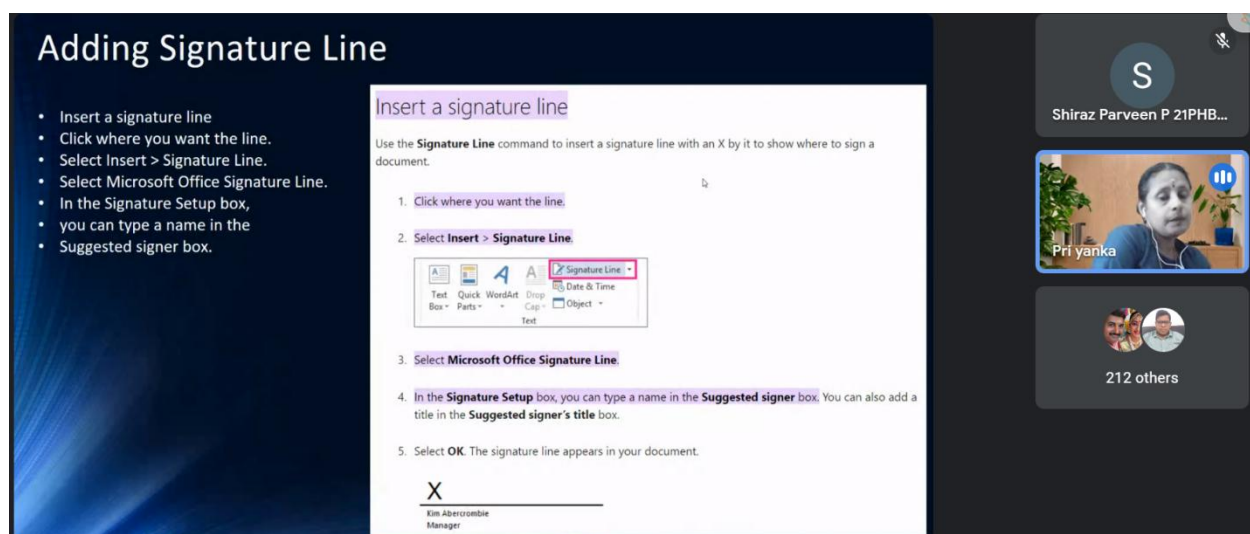 Adding Signature Line
• Insert a signature line
• Click where you want the line.
• Select Insert > Signature Line.
• Select Microsoft Office Signature Line.
• In the Signature Setup box,
• you can type a name in the
• Suggested signer box.
Insert a signature line
Use the Signature Line command to insert a signature line with an X by it to show where to sign a
document.
1. Click where you want the line.
2. Select Insert > Signature Line.
A
A
A
Signature Line
Date & Time
Object
Text Quick WordArt Drop
Box Parts Cap
Text
3. Select Microsoft Office Signature Line.
4. In the Signature Setup box, you can type a name in the Suggested signer box. You can also add a
title in the Suggested signer's title box.
5. Select OK. The signature line appears in your document.
X
Kim Abercrombie
Manager
S
Shiraz Parveen P 21PHB...
Pri yanka
212 others